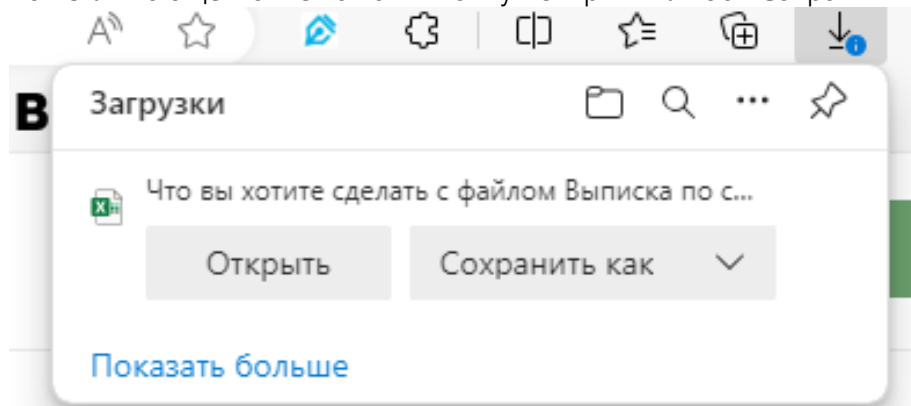 B
Загрузки
Что вы хотите сделать с файлом Выписка по с...
Открыть
Сохранить как
Показать больше